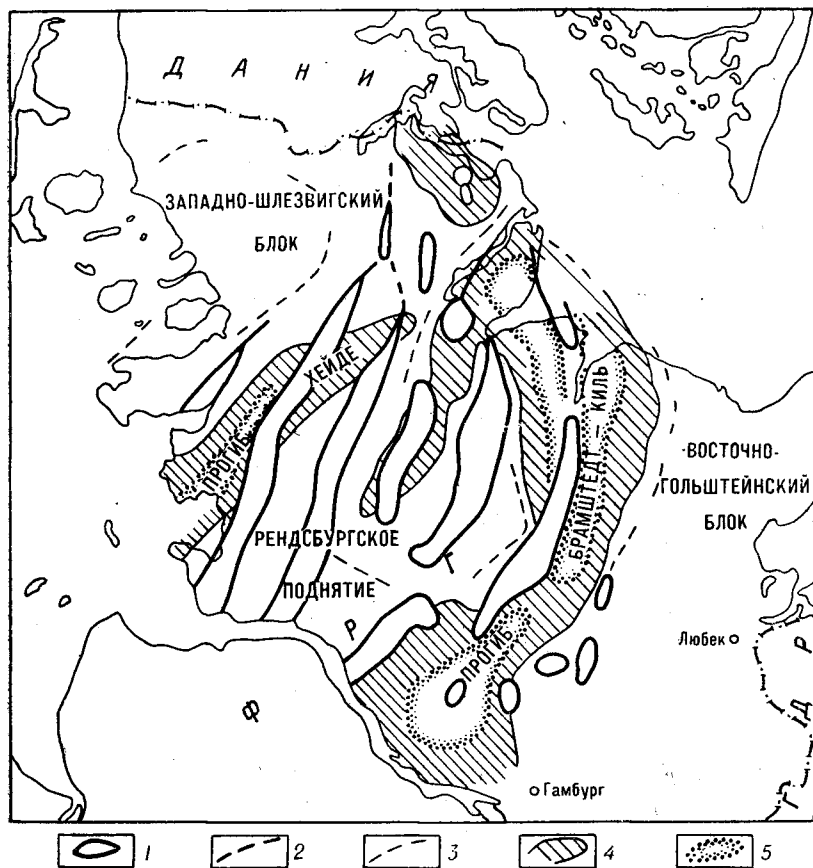 ДАНИЯ
ЗАПАДНО-ШЛЕЗВИГСКИЙ
БЛОК
ХЕЙДЕ
ПРОГИБ
БРАМШТЕДТ – КИЛЬ
ВОСТОЧНО-
ГОЛЬШТЕЙНСКИЙ
БЛОК
РЕНДСБУРГСКОЕ
ПОДНЯТИЕ
ПРОГИБ
Любек
ФРГ
ГДР
Гамбург
1 2 3 4 5